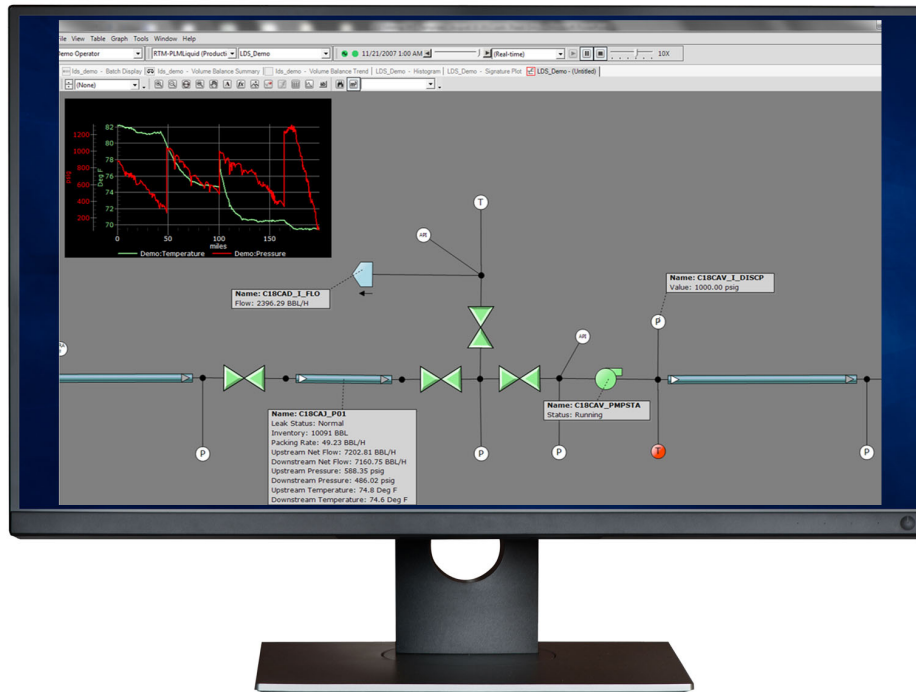 File View Table Graph Tools Window Help
Demo Operator RTM-PLMLiquid (Producti LDS_Demo 11/21/2007 1:00 AM (Real-time) 10X
lds_demo - Batch Display lds_demo - Volume Balance Summary lds_demo - Volume Balance Trend LDS_Demo - Histogram LDS_Demo - Signature Plot LDS_Demo - (Untitled)
(None)
1200
1000
800
600
400
200
psig
82
80
78
76
74
72
70
Deg F
0 50 100 150
miles
Demo:Temperature Demo:Pressure
T
API
Name: C18CAD_I_FLO
Flow: 2396.29 BBL/H
Name: C18CAV_I_DISCP
Value: 1000.00 psig
P
API
Name: C18CAV_PMPSTA
Status: Running
Name: C18CAJ_P01
Leak Status: Normal
Inventory: 10091 BBL
Packing Rate: 49.23 BBL/H
Upstream Net Flow: 7202.81 BBL/H
Downstream Net Flow: 7160.75 BBL/H
Upstream Pressure: 588.35 psig
Downstream Pressure: 486.02 psig
Upstream Temperature: 74.8 Deg F
Downstream Temperature: 74.6 Deg F
P P P T P